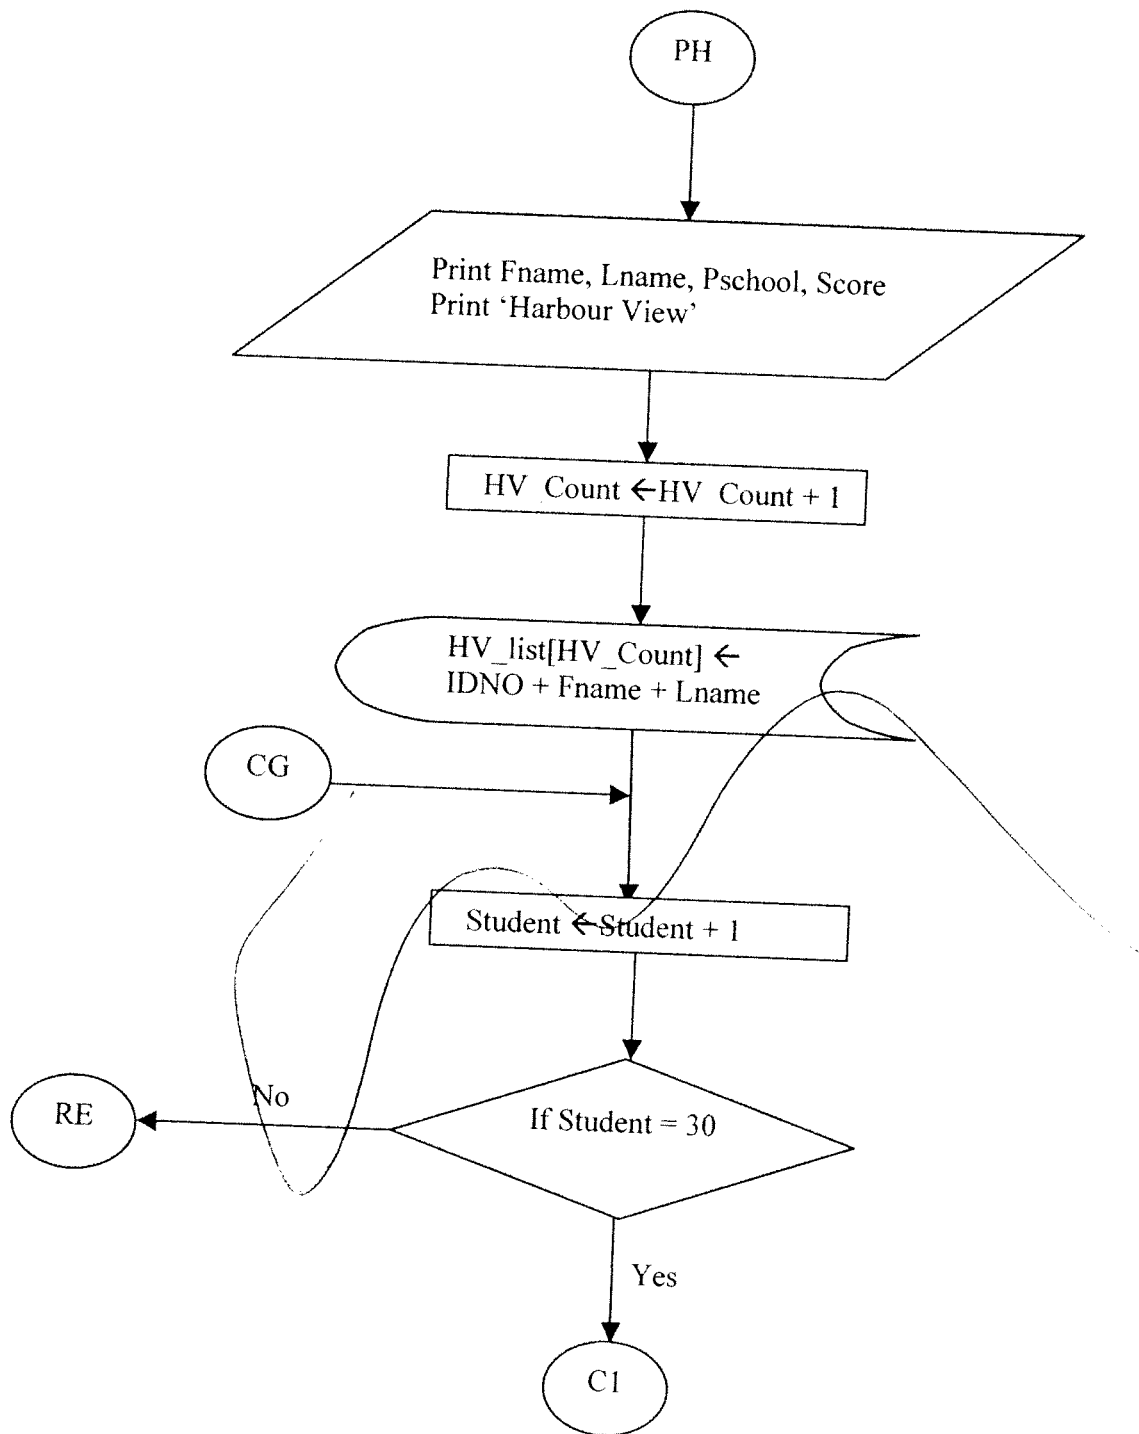 PH
Print Fname, Lname, Pschool, Score
Print ‘Harbour View’
HV_Count ←HV_Count + 1
HV_list[HV_Count] ←
IDNO + Fname + Lname
CG
Student ←Student + 1
If Student = 30
No
RE
Yes
C1